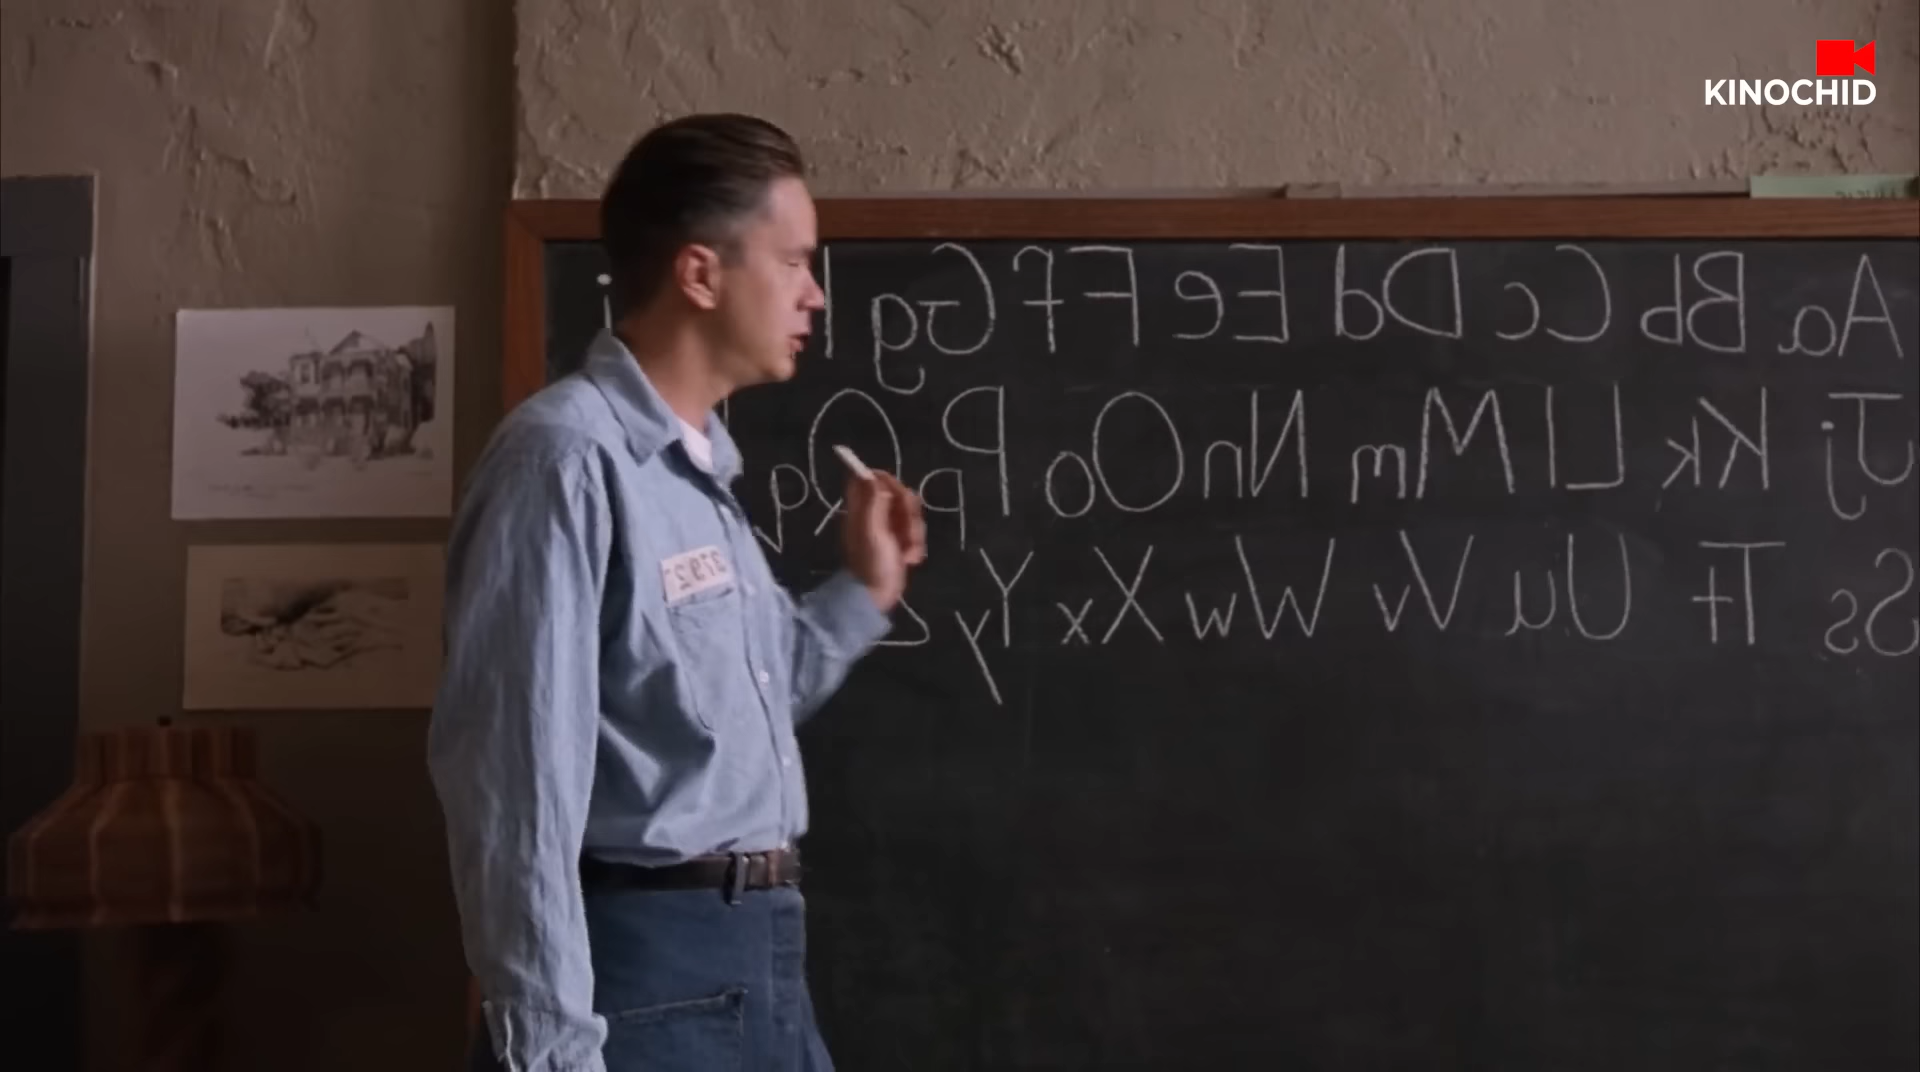 KINOCHID
Aa Bb Cc Dd Ee Ff Gg
Jj Kk Ll Mm Nn Oo Pp Qq
Ss Tt Uu Vv Ww Xx Yy